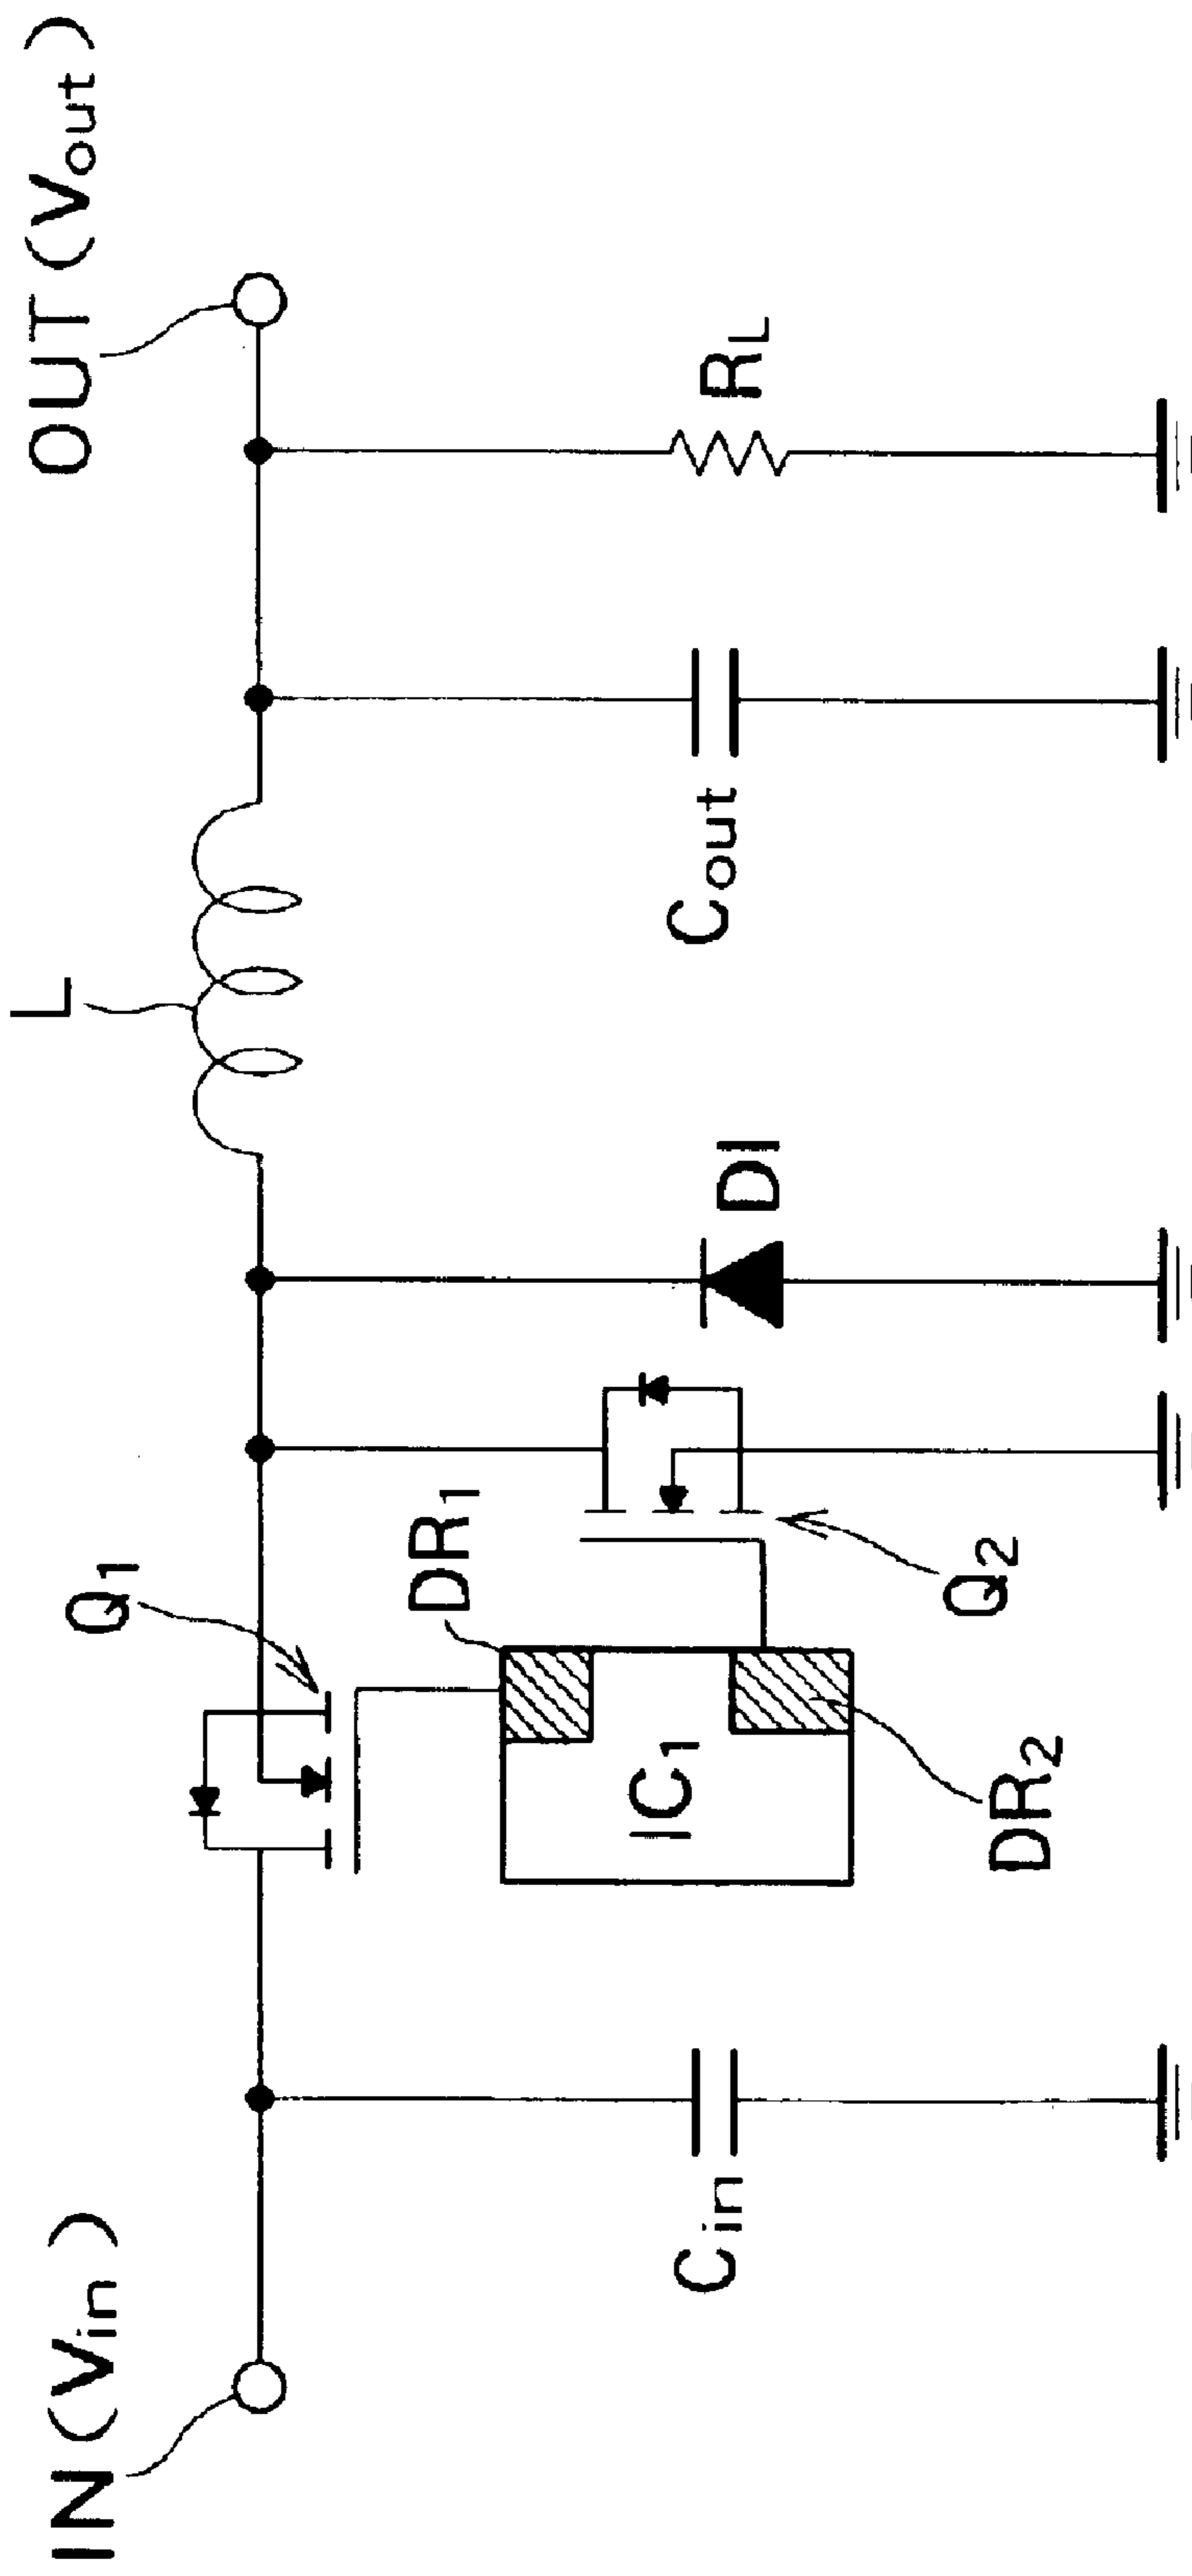 IN(Vin)
Cin
Q1
IC1
DR1
DR2
Q2
DI
L
Cout
RL
OUT(Vout)